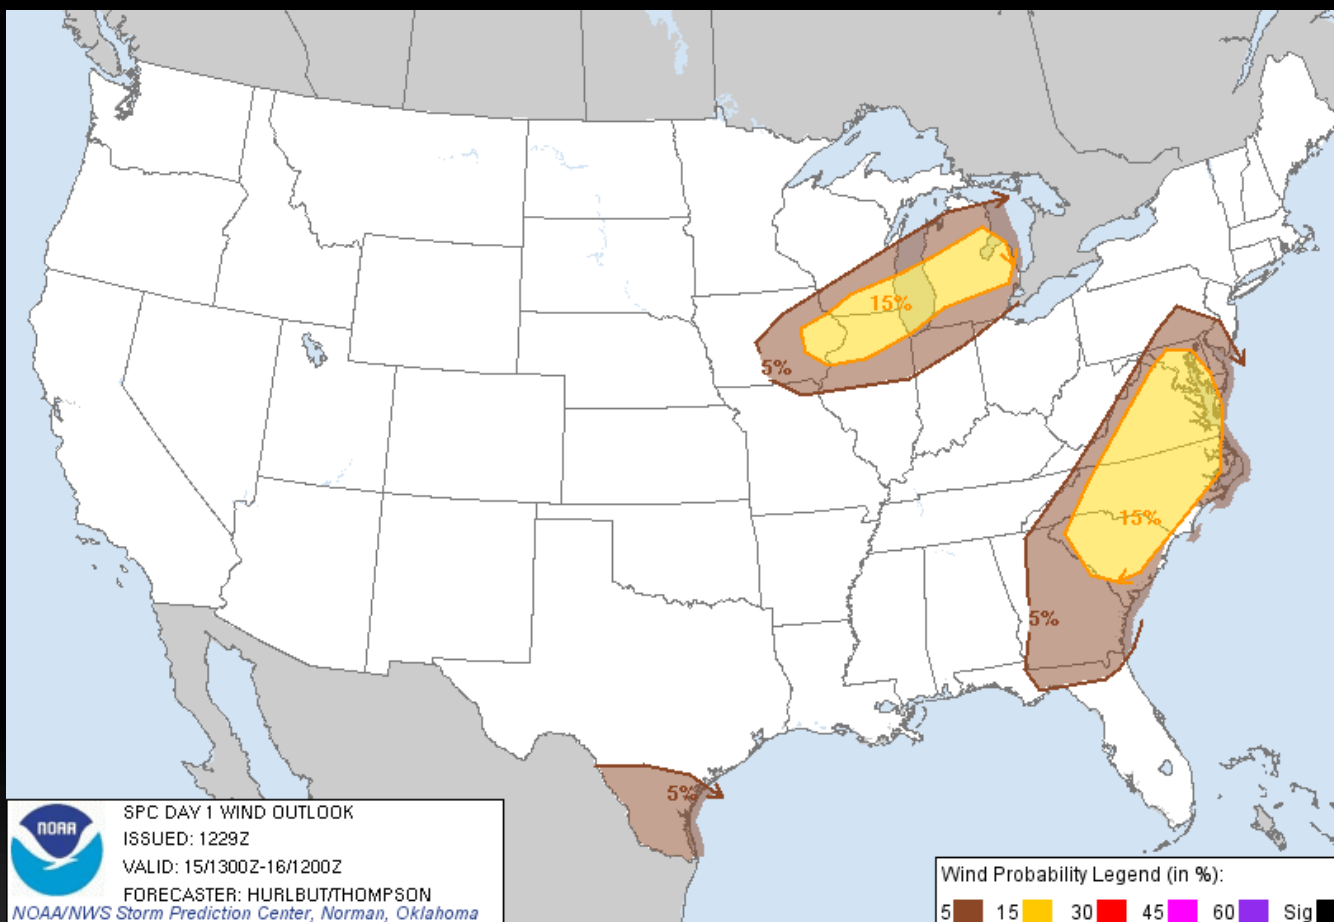 15%
5%
15%
5%
5%
NOAA
SPC DAY 1 WIND OUTLOOK
ISSUED: 1229Z
VALID: 15/1300Z-16/1200Z
FORECASTER: HURLBUT/THOMPSON
NOAA/NWS Storm Prediction Center, Norman, Oklahoma
Wind Probability Legend (in %):
5 15 30 45 60 Sig